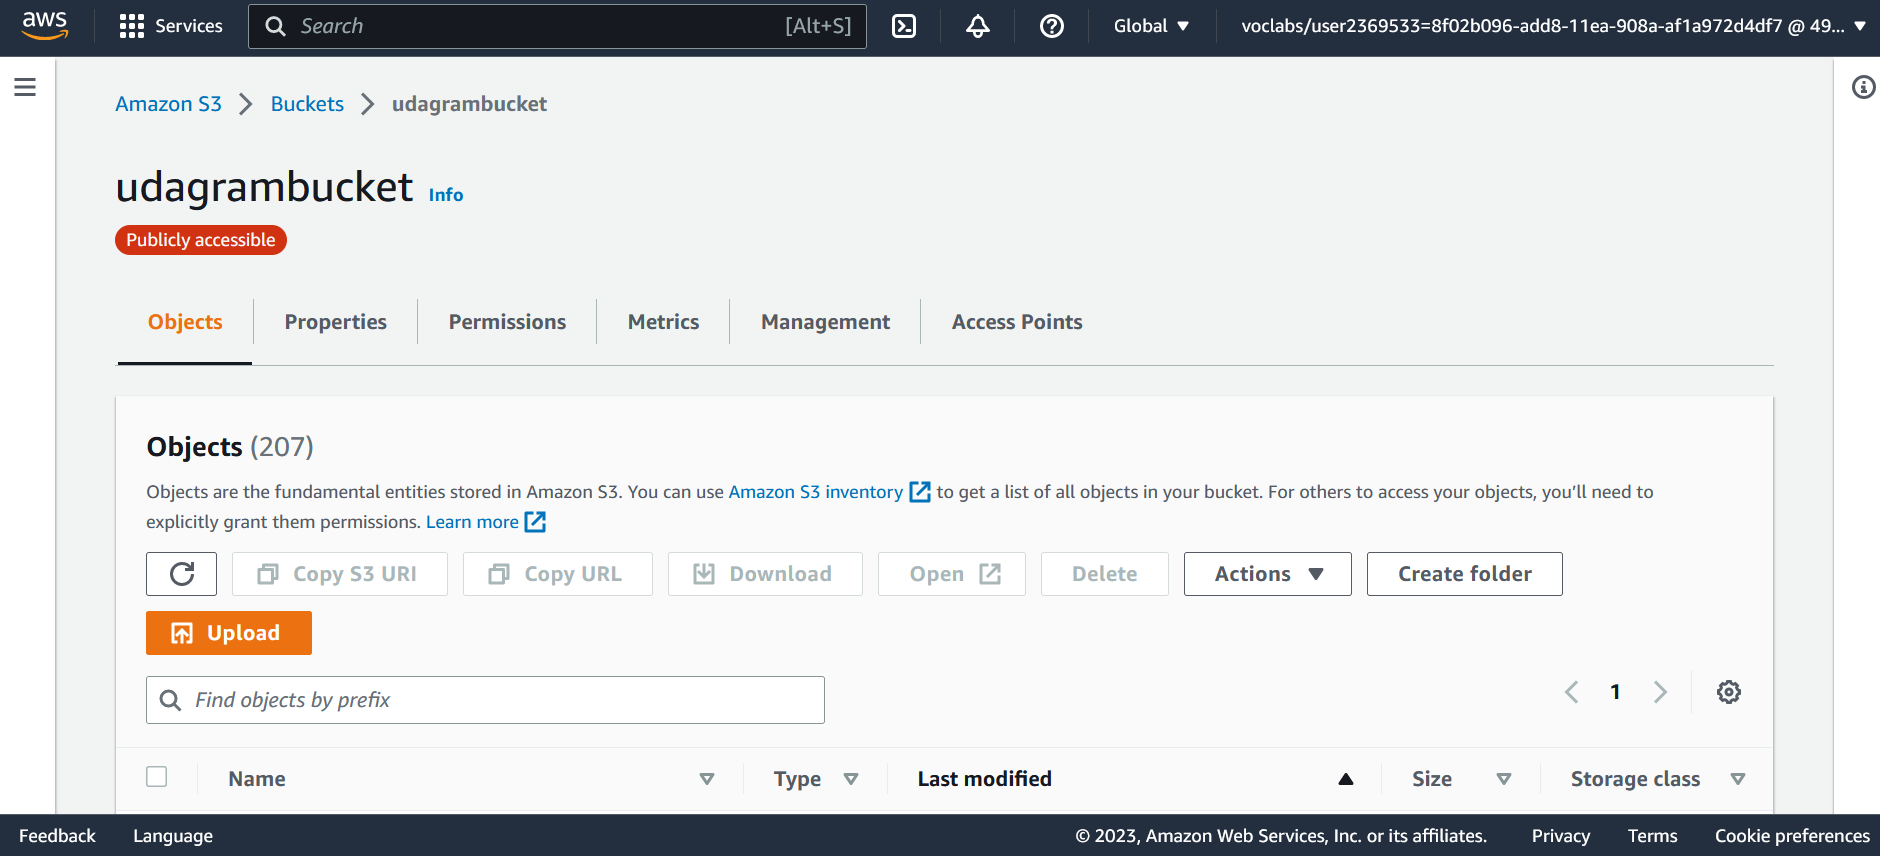 aws Services Search [Alt+S] Global voclabs/user2369533=8f02b096-add8-11ea-908a-af1a972d4df7 @ 49...
Amazon S3 Buckets udagrambucket
udagrambucket Info
Publicly accessible
Objects Properties Permissions Metrics Management Access Points
Objects (207)
Objects are the fundamental entities stored in Amazon S3. You can use Amazon S3 inventory to get a list of all objects in your bucket. For others to access your objects, you’ll need to
explicitly grant them permissions. Learn more
Copy S3 URI Copy URL Download Open Delete Actions Create folder
Upload
Find objects by prefix 1
Name Type Last modified Size Storage class
Feedback Language © 2023, Amazon Web Services, Inc. or its affiliates. Privacy Terms Cookie preferences